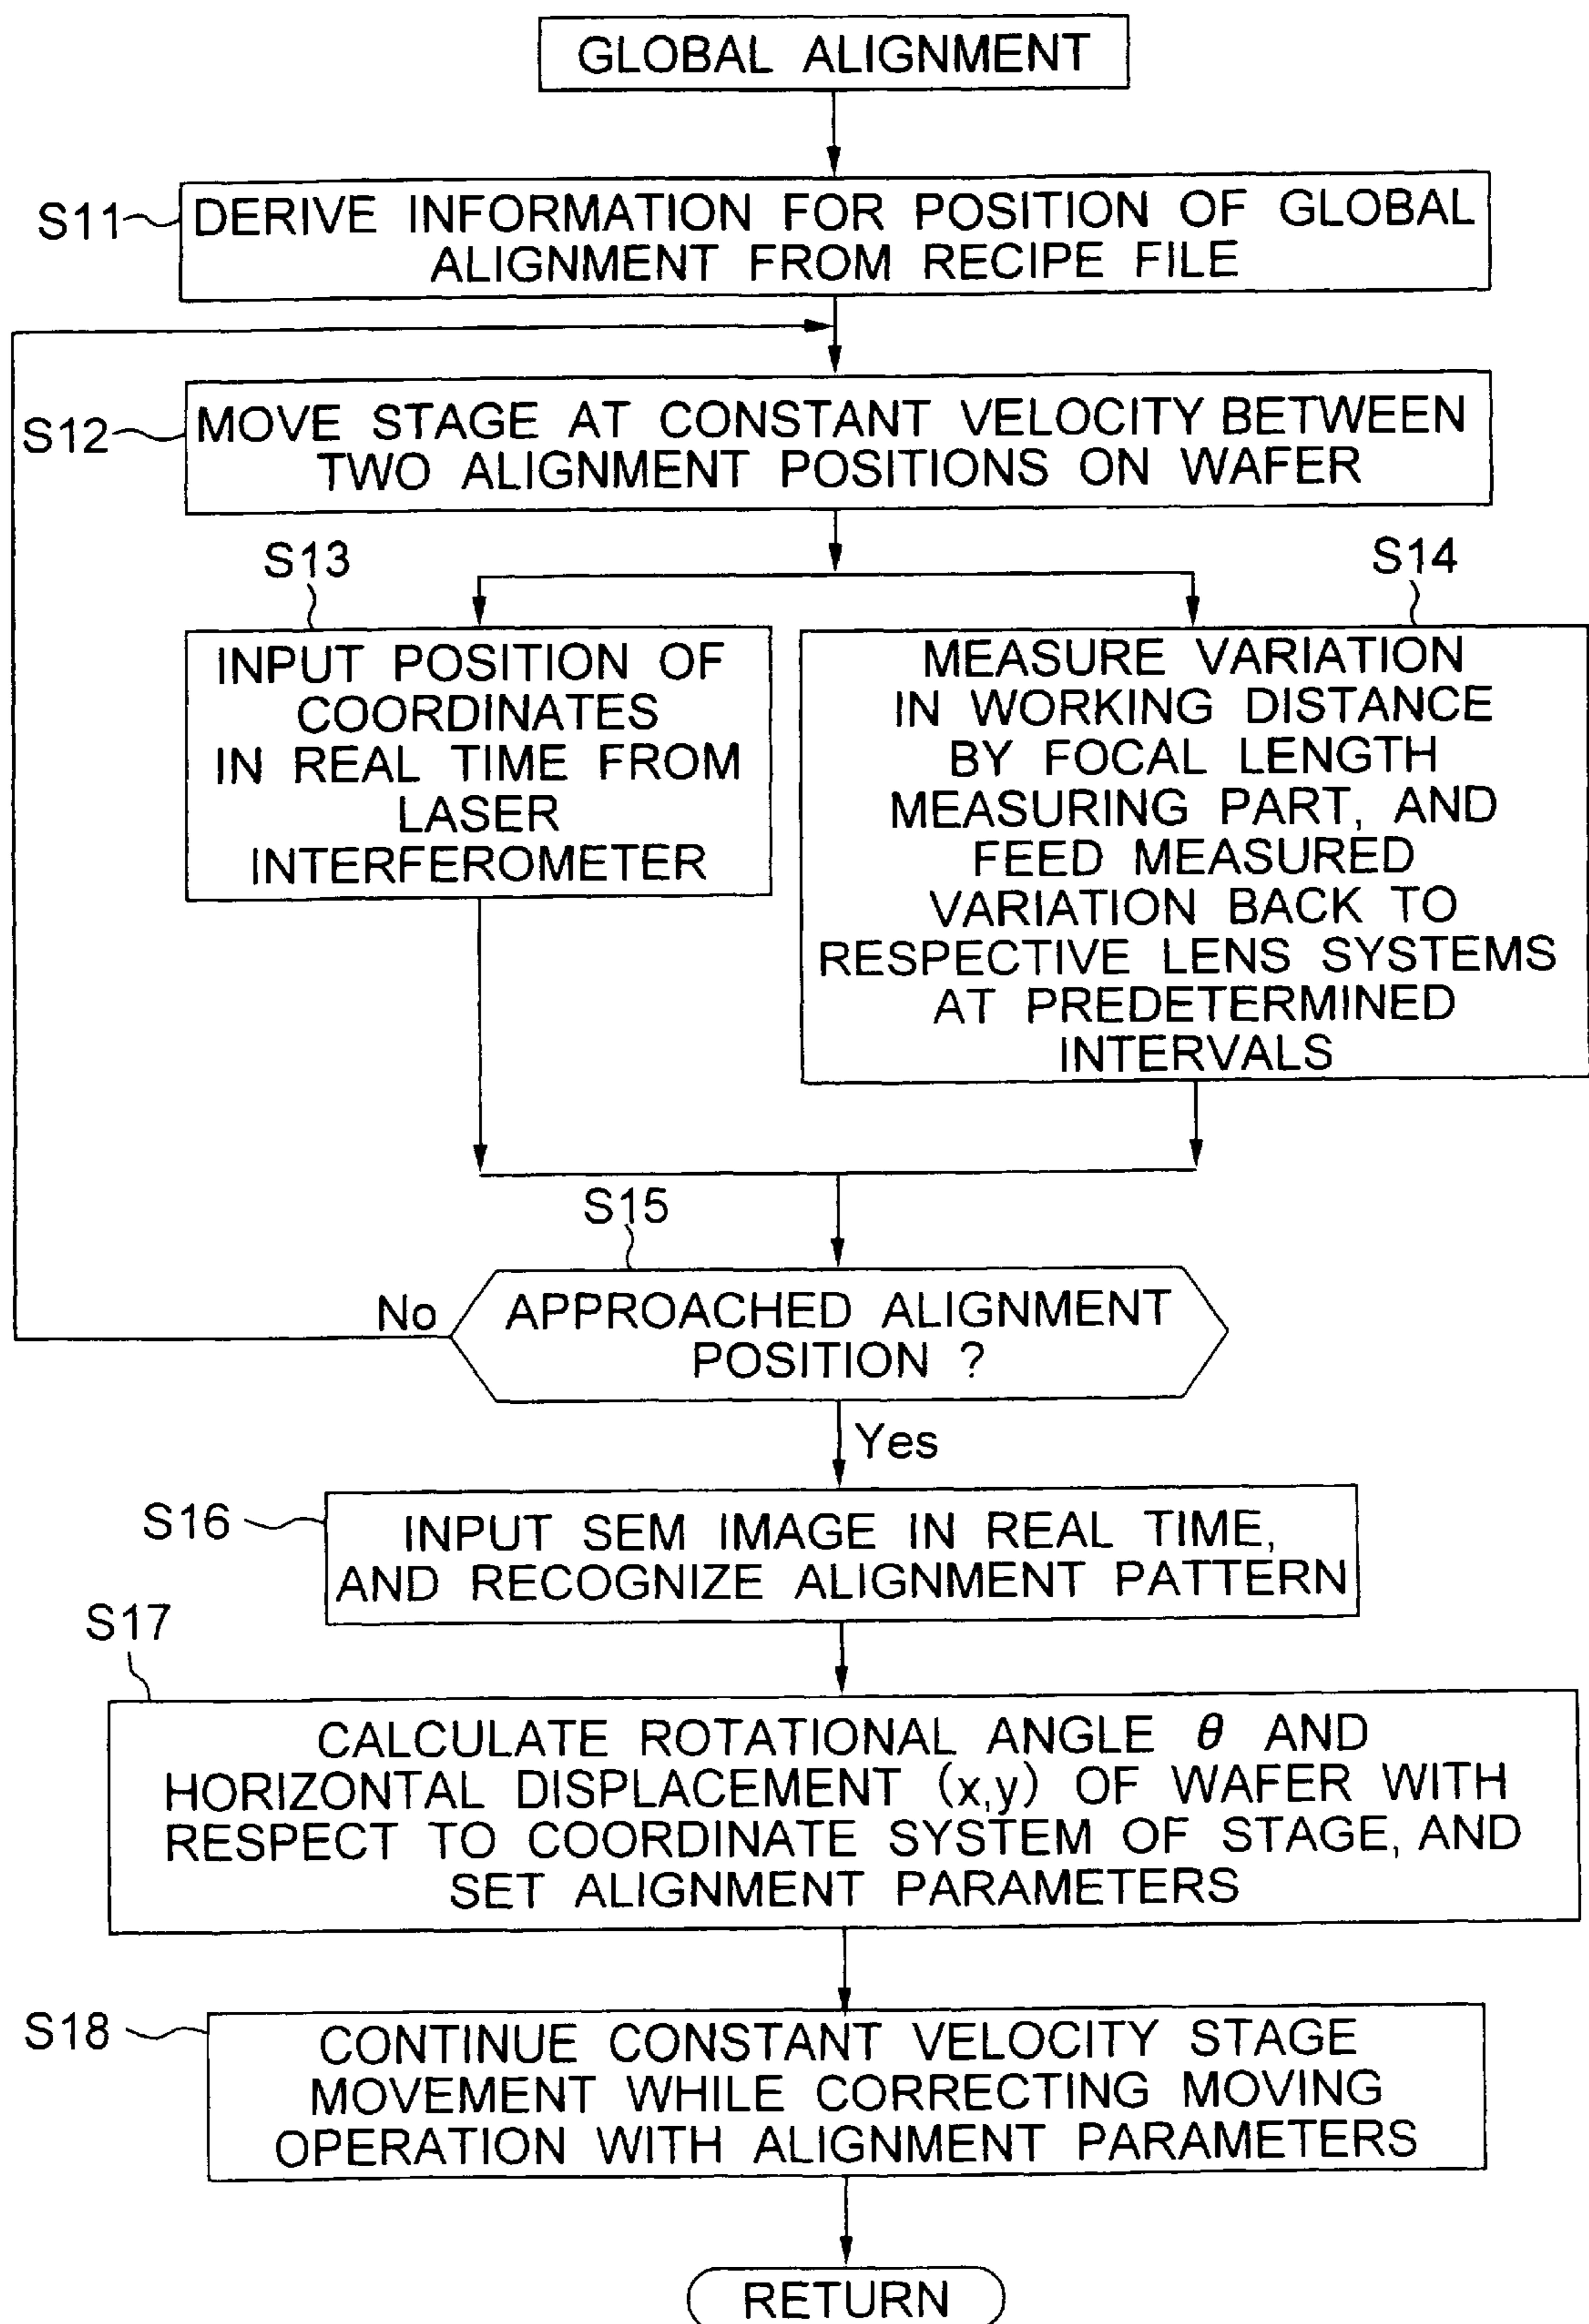 GLOBAL ALIGNMENT
S11
DERIVE INFORMATION FOR POSITION OF GLOBAL
ALIGNMENT FROM RECIPE FILE
S12
MOVE STAGE AT CONSTANT VELOCITY BETWEEN
TWO ALIGNMENT POSITIONS ON WAFER
S13
INPUT POSITION OF
COORDINATES
IN REAL TIME FROM
LASER
INTERFEROMETER
S14
MEASURE VARIATION
IN WORKING DISTANCE
BY FOCAL LENGTH
MEASURING PART, AND
FEED MEASURED
VARIATION BACK TO
RESPECTIVE LENS SYSTEMS
AT PREDETERMINED
INTERVALS
S15
No
APPROACHED ALIGNMENT
POSITION ?
Yes
S16
INPUT SEM IMAGE IN REAL TIME,
AND RECOGNIZE ALIGNMENT PATTERN
S17
CALCULATE ROTATIONAL ANGLE θ AND
HORIZONTAL DISPLACEMENT (x,y) OF WAFER WITH
RESPECT TO COORDINATE SYSTEM OF STAGE, AND
SET ALIGNMENT PARAMETERS
S18
CONTINUE CONSTANT VELOCITY STAGE
MOVEMENT WHILE CORRECTING MOVING
OPERATION WITH ALIGNMENT PARAMETERS
RETURN